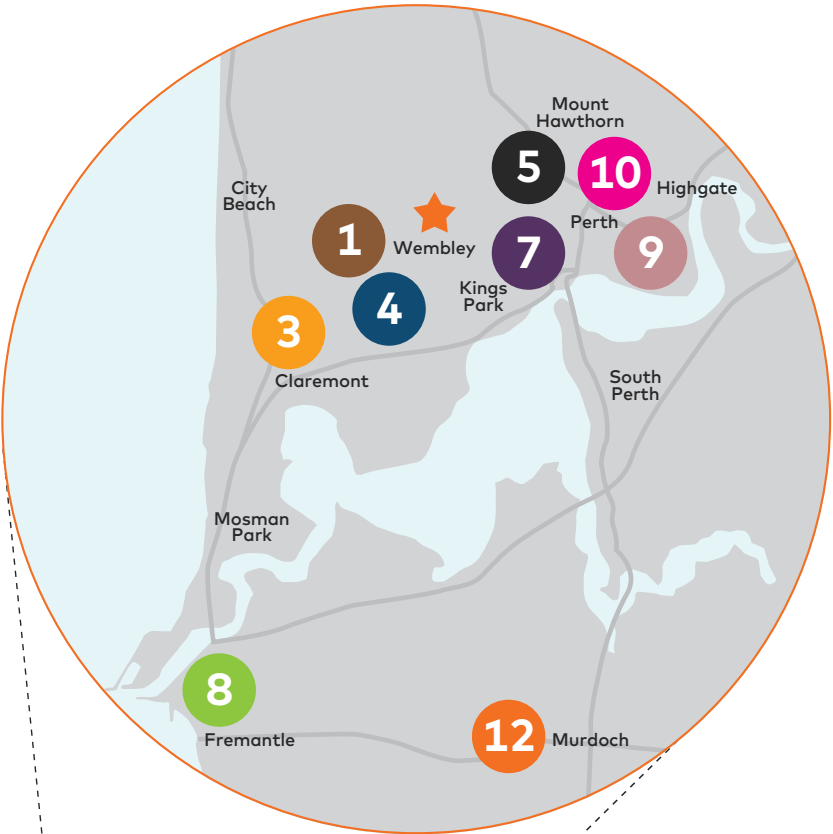 Mount
Hawthorn
5
10
City
Beach
Highgate
Perth
1
Wembley
7
9
Kings
Park
4
3
Claremont
South
Perth
Mosman
Park
8
Fremantle
12
Murdoch